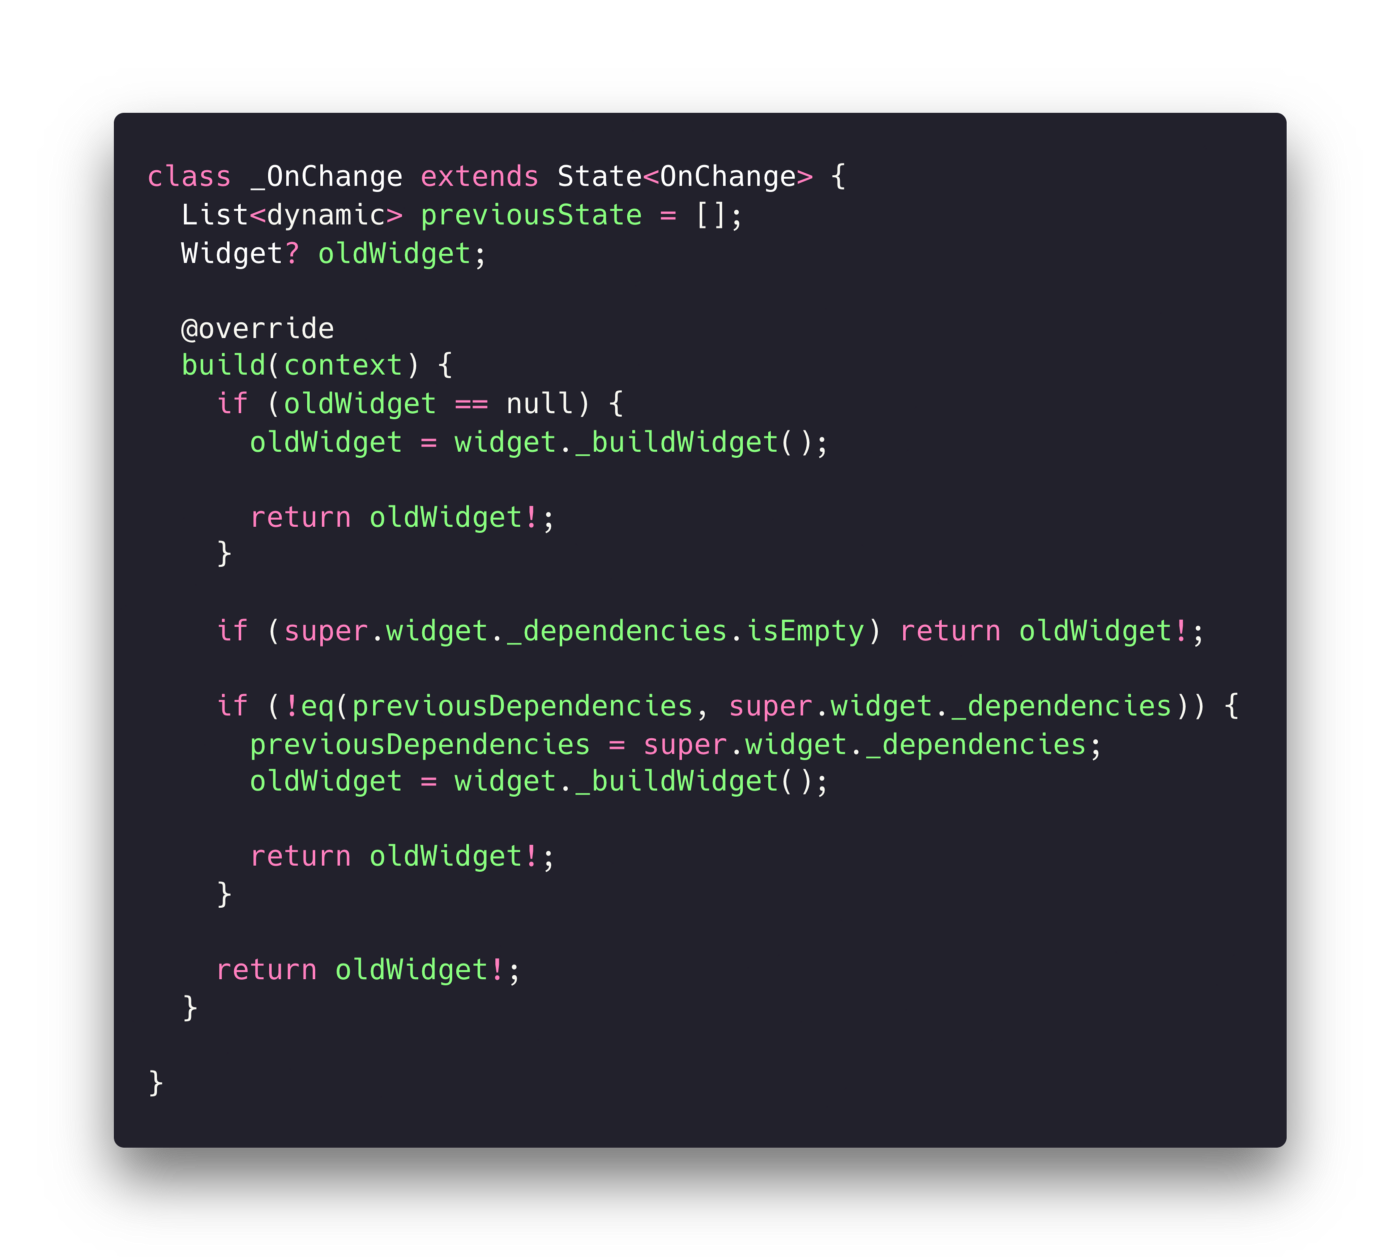 class _OnChange extends State<OnChange> {
  List<dynamic> previousState = [];
  Widget? oldWidget;

  @override
  build(context) {
    if (oldWidget == null) {
      oldWidget = widget._buildWidget();

      return oldWidget!;
    }

    if (super.widget._dependencies.isEmpty) return oldWidget!;

    if (!eq(previousDependencies, super.widget._dependencies)) {
      previousDependencies = super.widget._dependencies;
      oldWidget = widget._buildWidget();

      return oldWidget!;
    }

    return oldWidget!;
  }

}